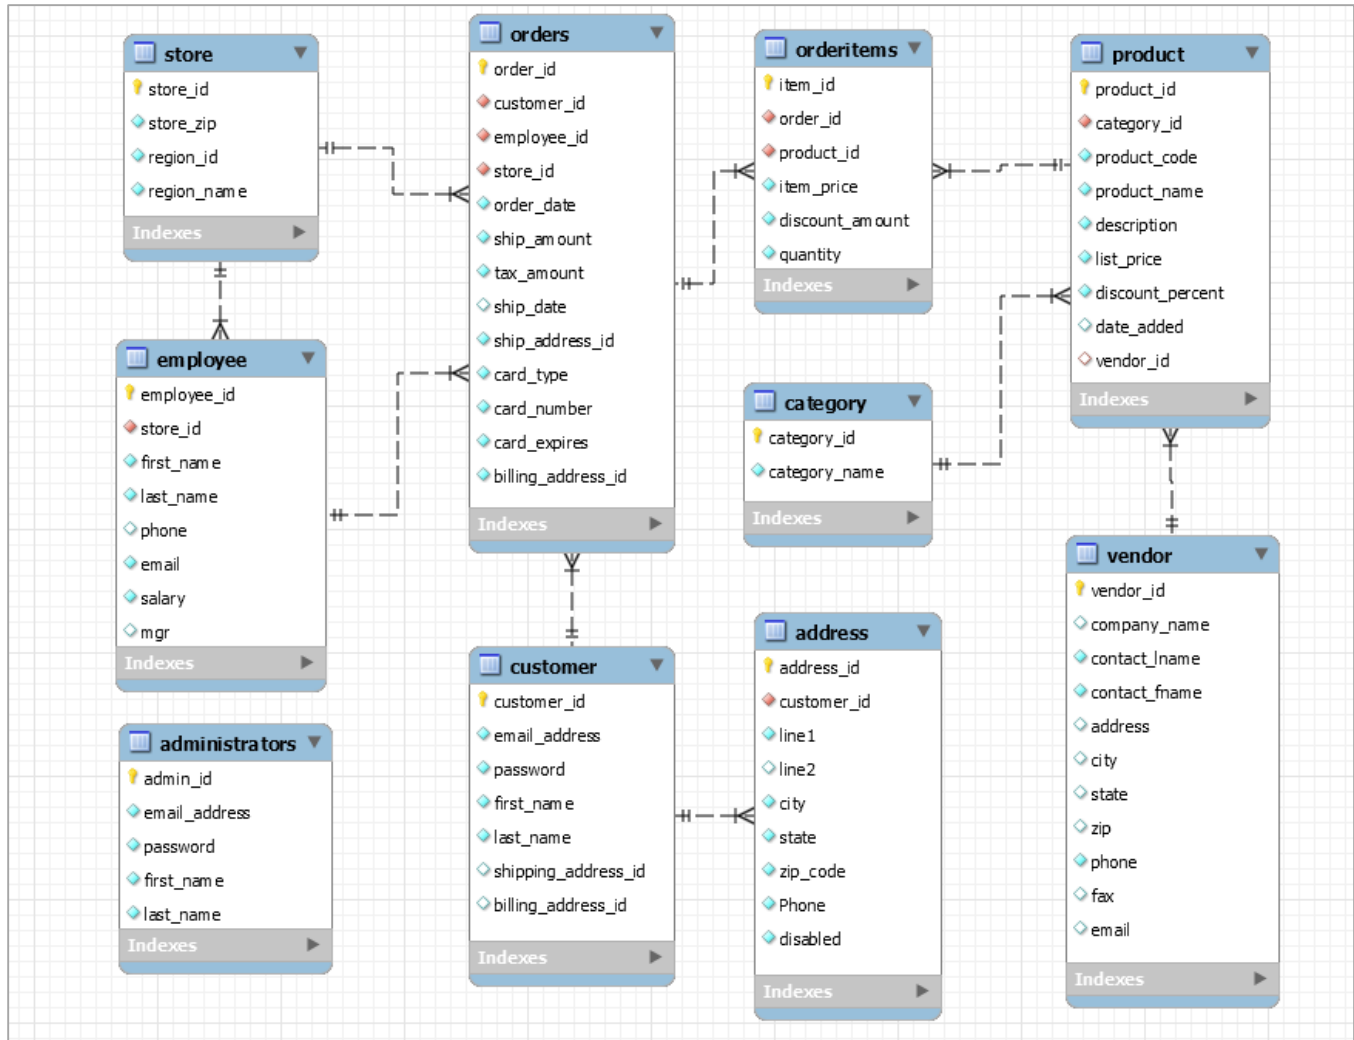 store
store_id
store_zip
region_id
region_name
Indexes
orders
order_id
customer_id
employee_id
store_id
order_date
ship_amount
tax_amount
ship_date
ship_address_id
card_type
card_number
card_expires
billing_address_id
Indexes
orderitems
item_id
order_id
product_id
item_price
discount_amount
quantity
Indexes
product
product_id
category_id
product_code
product_name
description
list_price
discount_percent
date_added
vendor_id
Indexes
employee
employee_id
store_id
first_name
last_name
phone
email
salary
mgr
Indexes
category
category_id
category_name
Indexes
vendor
vendor_id
company_name
contact_lname
contact_fname
address
city
state
zip
phone
fax
email
Indexes
administrators
admin_id
email_address
password
first_name
last_name
Indexes
customer
customer_id
email_address
password
first_name
last_name
shipping_address_id
billing_address_id
Indexes
address
address_id
customer_id
line1
line2
city
state
zip_code
Phone
disabled
Indexes